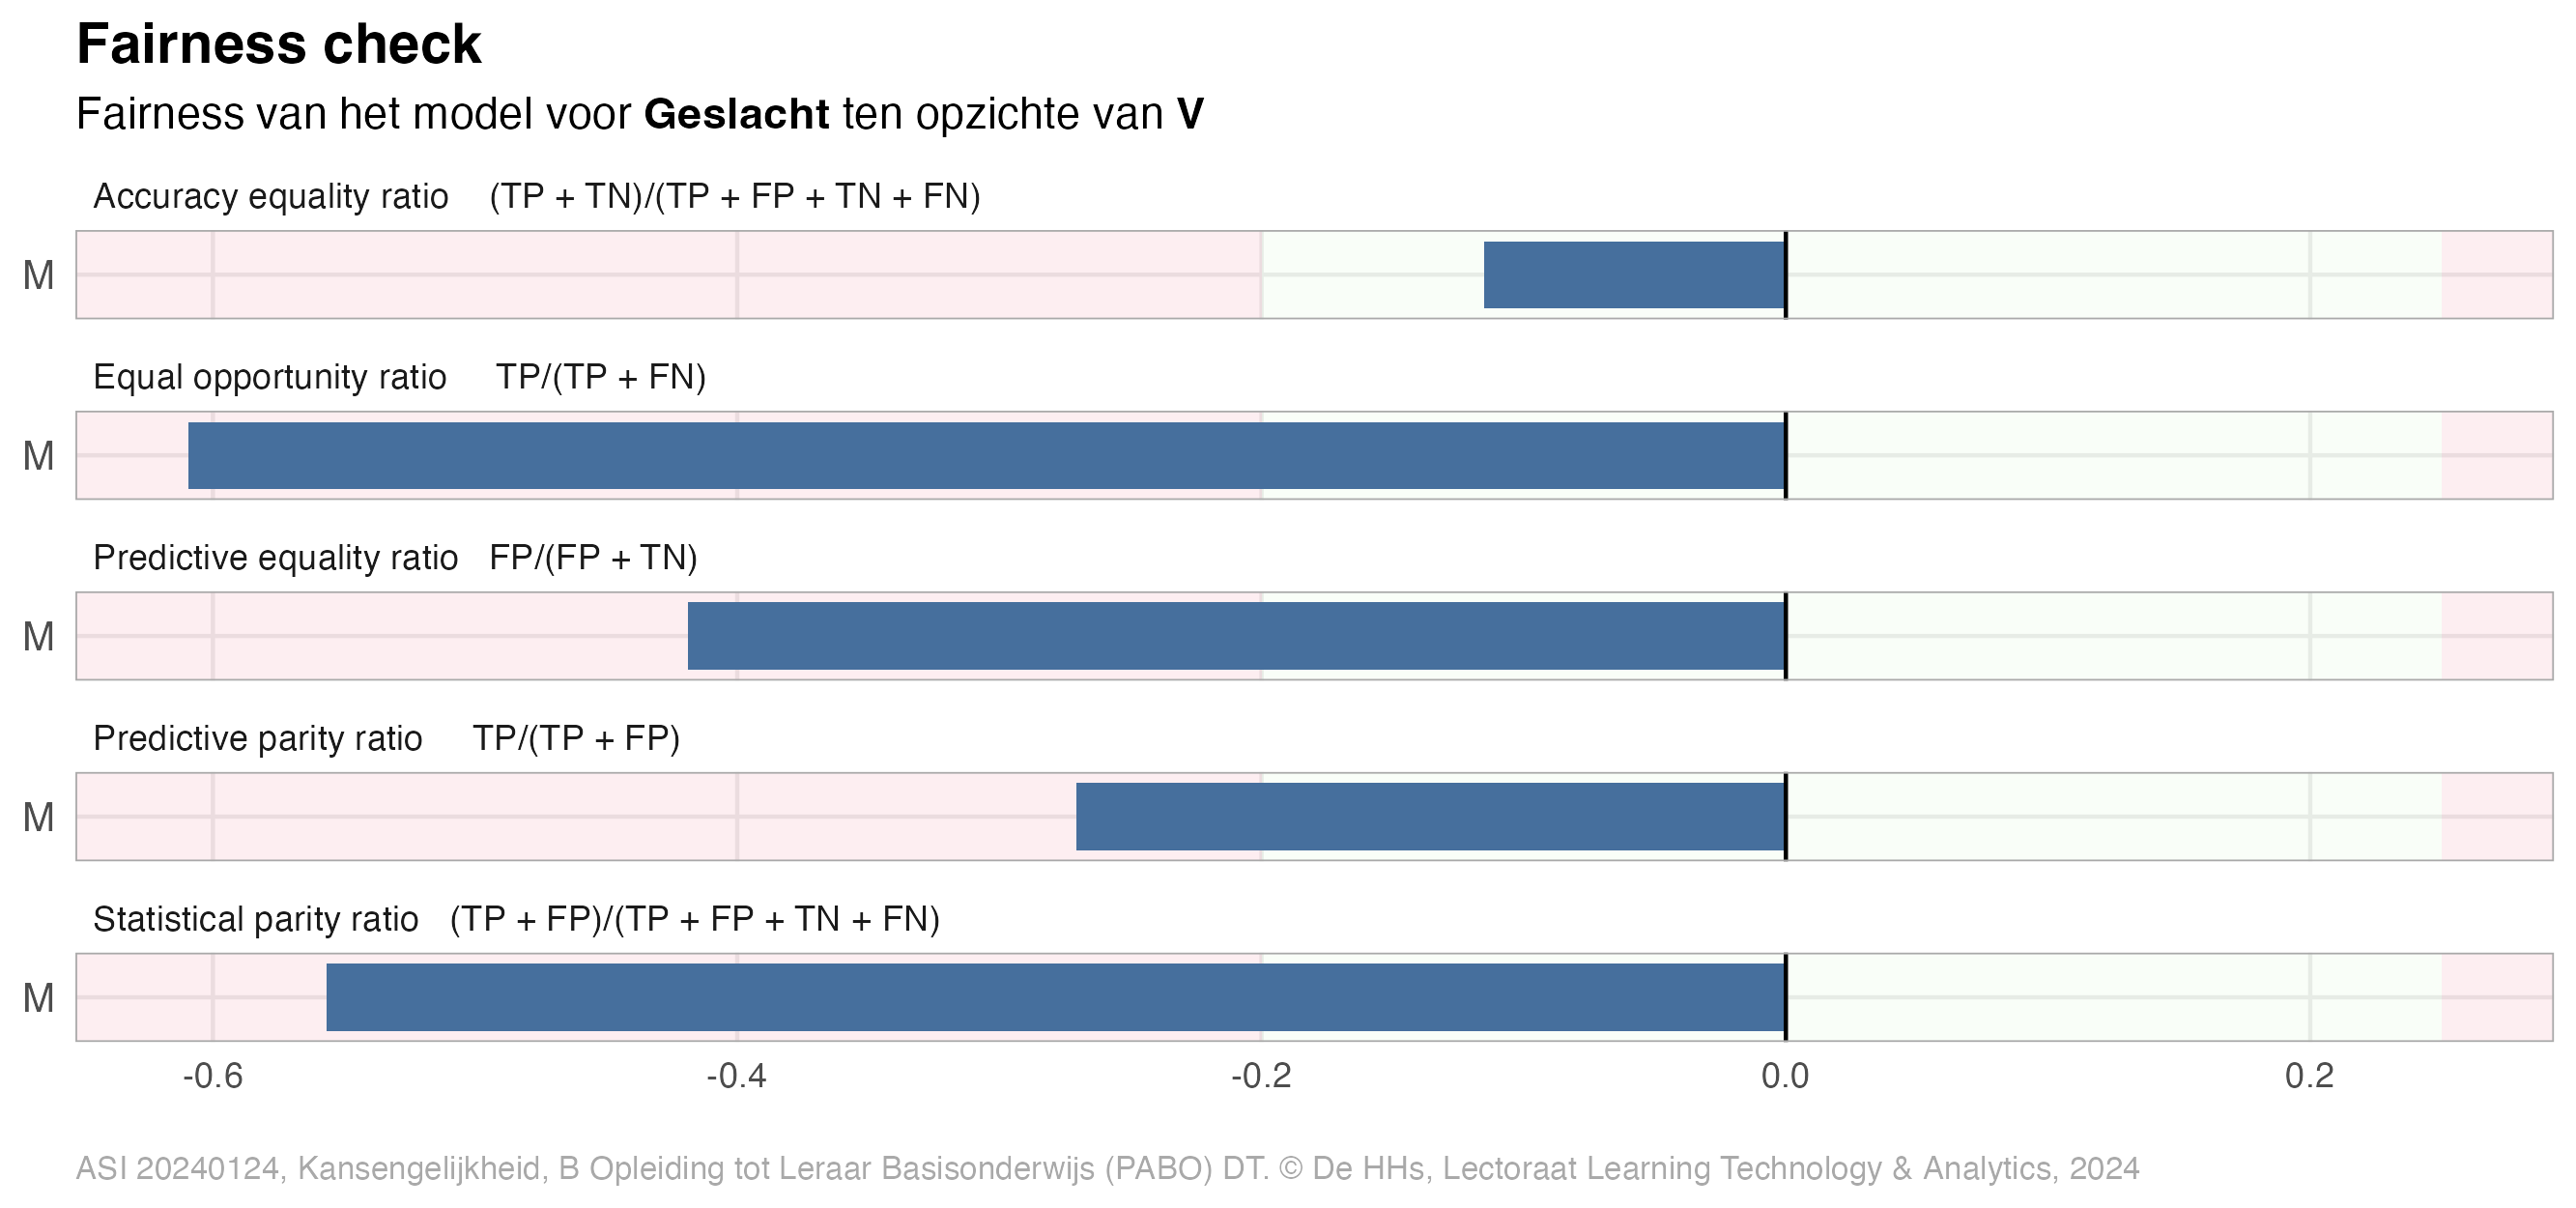 Fairness check
Fairness van het model voor Geslacht ten opzichte van V
Accuracy equality ratio (TP + TN)/(TP + FP + TN + FN)
M
Equal opportunity ratio TP/(TP + FN)
M
Predictive equality ratio FP/(FP + TN)
M
Predictive parity ratio TP/(TP + FP)
M
Statistical parity ratio (TP + FP)/(TP + FP + TN + FN)
M
-0.6 -0.4 -0.2 0.0 0.2
ASI 20240124, Kansengelijkheid, B Opleiding tot Leraar Basisonderwijs (PABO) DT. © De HHs, Lectoraat Learning Technology & Analytics, 2024